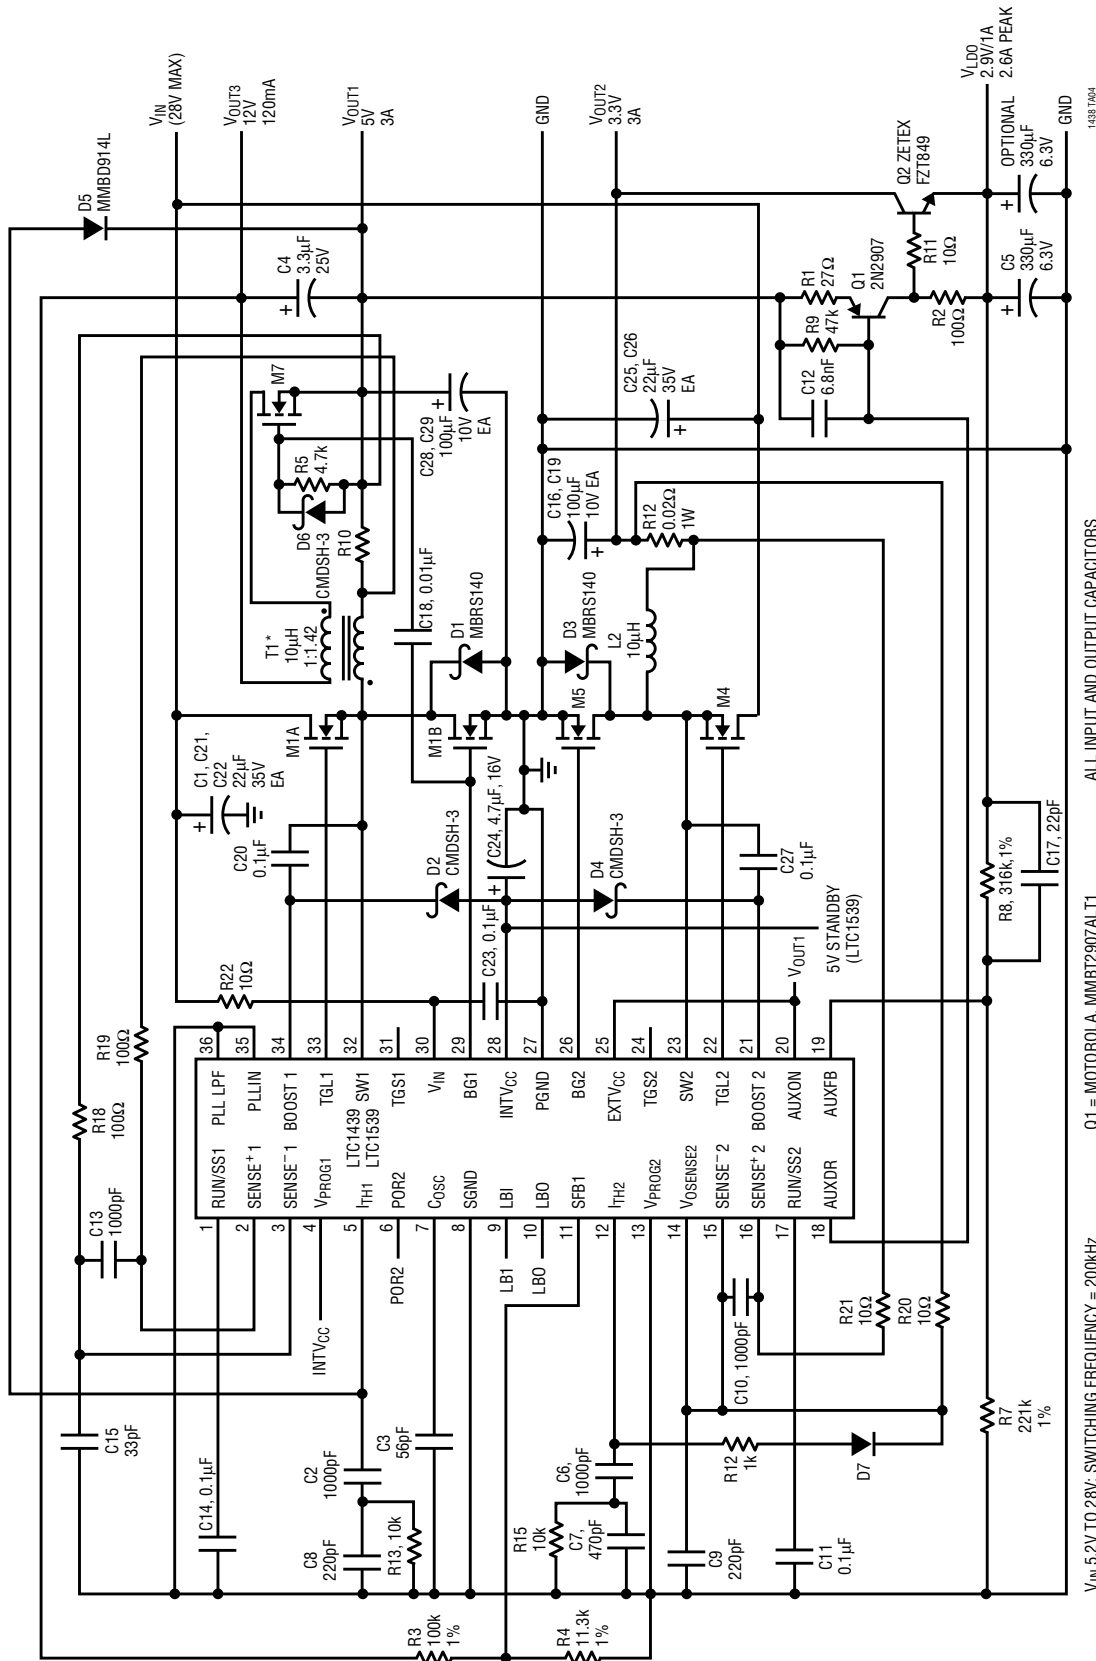 VIN
(28V MAX)
VOUT3
12V
120mA
VOUT1
5V
3A
GND
VOUT2
3.3V
3A
VLDO
2.9V/1A
2.6A PEAK
GND
1438 TA04
D5
MMBD914L
C4
3.3µF
25V
+
M7
R5
4.7k
D6
CMDSH-3
R10
T1*
10µH
1:1.42
C28, C29
100µF
10V
EA
+
C18, 0.01µF
D1
MBRS140
C25, C26
22µF
35V
EA
+
C16, C19
100µF
10V EA
+
R12
0.02Ω
1W
D3
MBRS140
L2
10µH
R1
27Ω
R9
47k
C12
6.8nF
Q1
2N2907
R2
100Ω
R11
10Ω
Q2 ZETEX
FZT849
C5
330µF
6.3V
+
OPTIONAL
330µF
6.3V
+
M1A
M1B
M5
M4
C1, C21,
C22
22µF
35V
EA
+
C20
0.1µF
D2
CMDSH-3
C24, 4.7µF, 16V
+
D4
CMDSH-3
C27
0.1µF
R22
10Ω
C23, 0.1µF
5V STANDBY
(LTC1539)
VOUT1
R8, 316k,1%
C17, 22pF
R19
100Ω
R18
100Ω
C13
1000pF
36
35
34
33
32
31
30
29
28
27
26
25
24
23
22
21
20
19
PLL LPF
PLLIN
BOOST 1
TGL1
SW1
TGS1
VIN
BG1
INTVCC
PGND
BG2
EXTVCC
TGS2
SW2
TGL2
BOOST 2
AUXON
AUXFB
LTC1439
LTC1539
RUN/SS1
SENSE+ 1
SENSE– 1
VPROG1
ITH1
POR2
COSC
SGND
LBI
LBO
SFB1
ITH2
VPROG2
VOSENSE2
SENSE– 2
SENSE+ 2
RUN/SS2
AUXDR
1
2
3
4
5
6
7
8
9
10
11
12
13
14
15
16
17
18
INTVCC
POR2
LB1
LBO
C15
33pF
C14, 0.1µF
C2
1000pF
C3
56pF
C8
220pF
R13, 10k
R3
100k
1%
R4
11.3k
1%
R15
10k
C7,
470pF
C6,
1000pF
C9
220pF
C10, 1000pF
R12
1k
D7
C11
0.1µF
R21
10Ω
R20
10Ω
R7
221k
1%
VIN 5.2V TO 28V: SWITCHING FREQUENCY = 200kHz
Q1 = MOTOROLA MMBT2907ALT1
ALL INPUT AND OUTPUT CAPACITORS